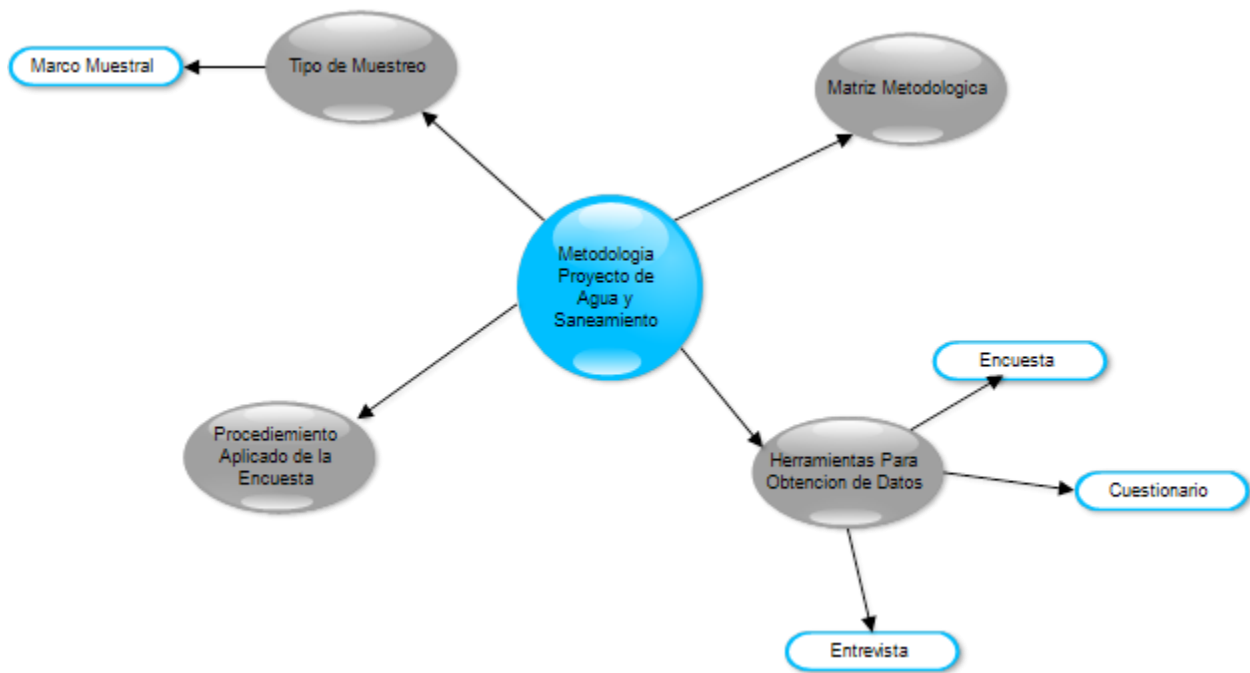 Marco Muestral
Tipo de Muestreo
Matriz Metodologica
Metodologia
Proyecto de
Agua y
Saneamiento
Procediemiento
Aplicado de la
Encuesta
Encuesta
Herramientas Para
Obtencion de Datos
Cuestionario
Entrevista